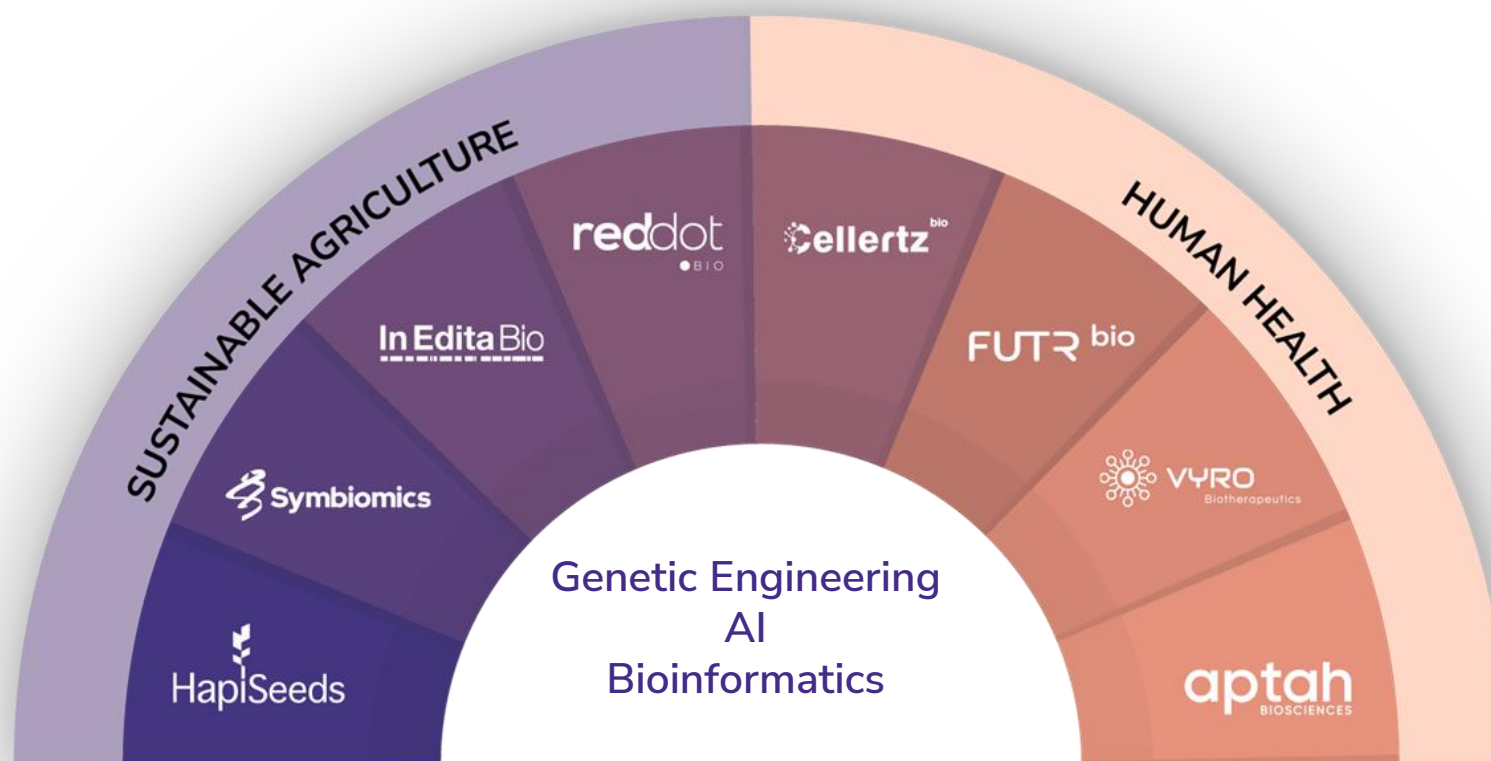 SUSTAINABLE AGRICULTURE
HUMAN HEALTH
HapiSeeds
Symbiomics
In Edita Bio
reddot
BIO
Cellertz bio
FUTR bio
VYRO
Biotherapeutics
aptah
BIOSCIENCES
Genetic Engineering
AI
Bioinformatics